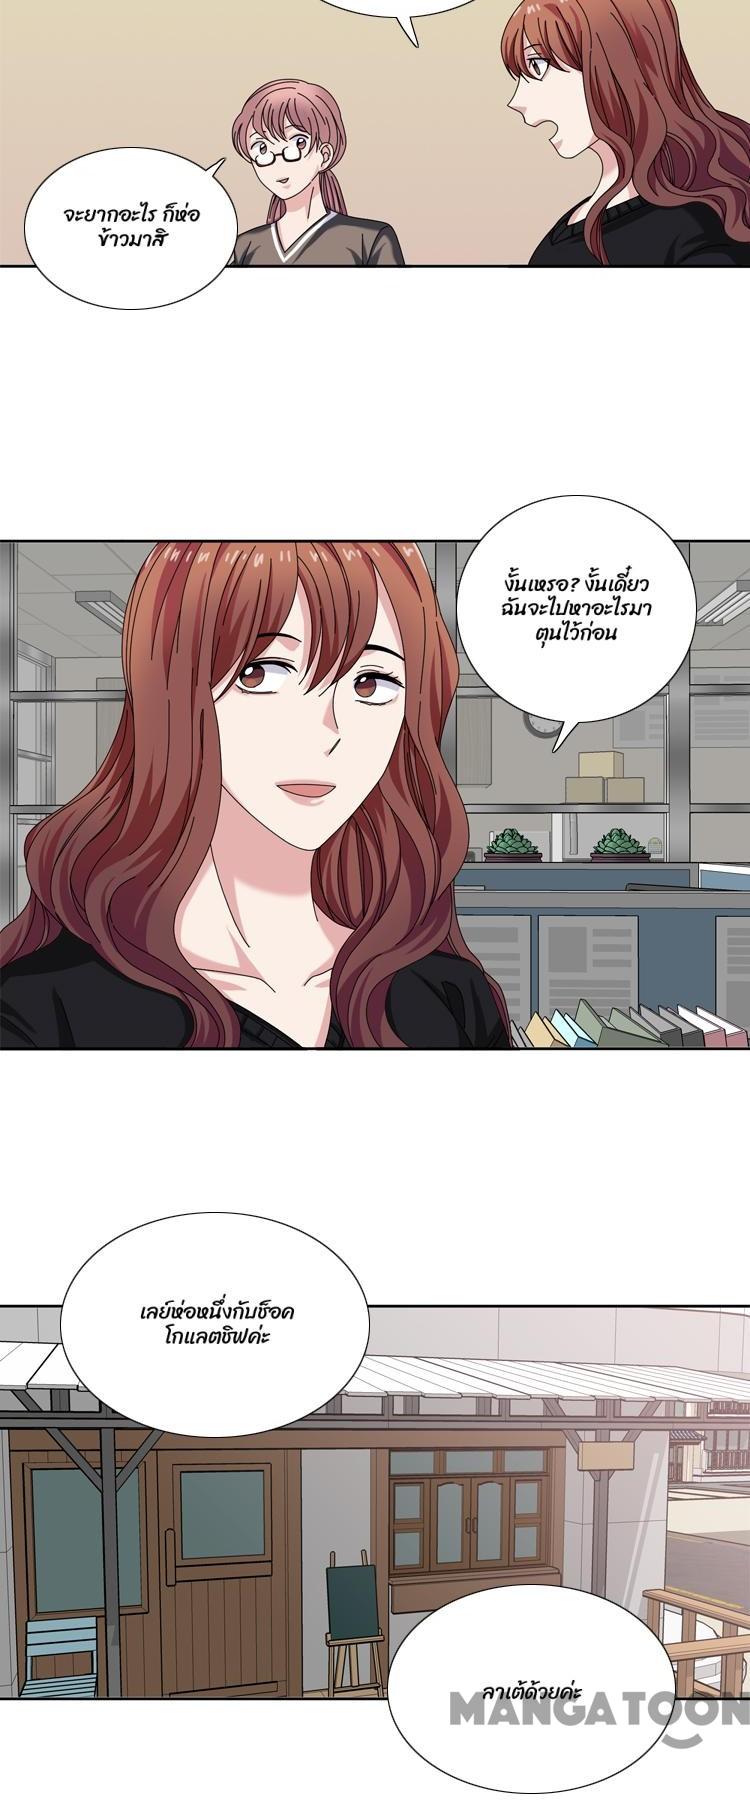 จะยากอะไร ก็ห่อ
ข้าวมาสิ
งั้นเหรอ? งั้นเดี๋ยว
ฉันจะไปหาอะไรมา
ตุนไว้ก่อน
เลย์ห่อหนึ่งกับช็อค
โกแลตชิฟค่ะ
ลาเต้ด้วยค่ะ
MANGATOON